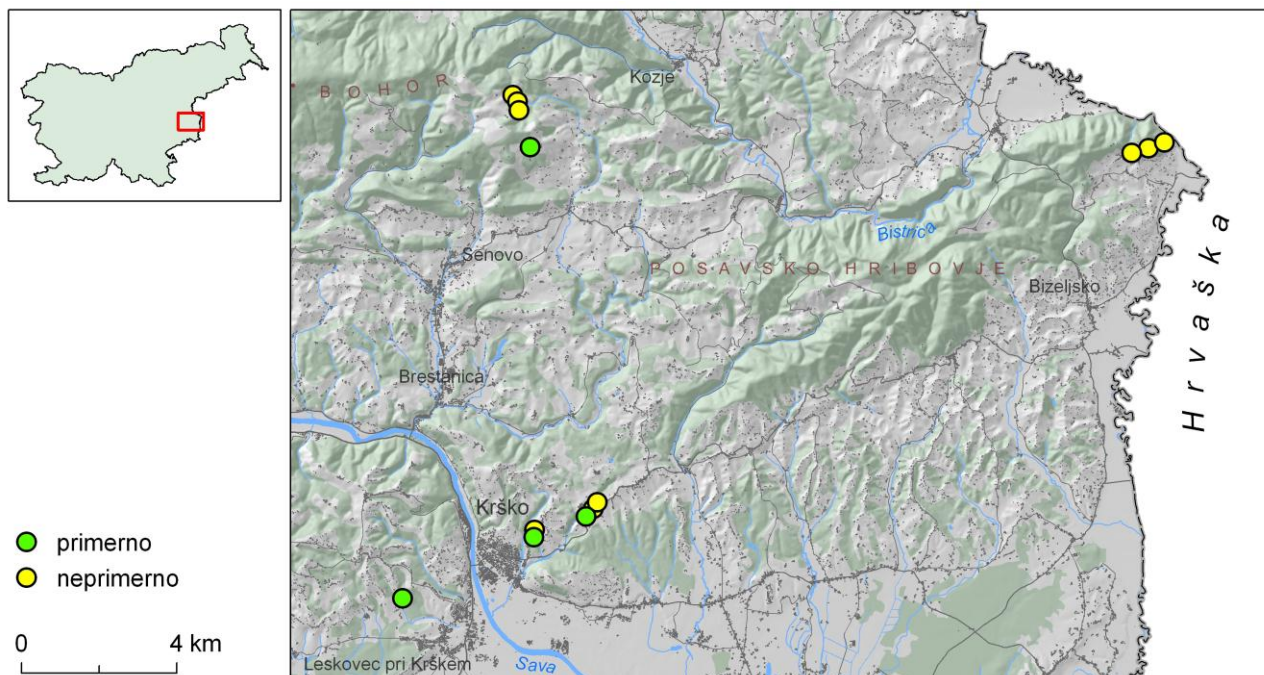 Kozje
BOHOR
Bistrica
Senovo
POSAVSKO HRIBOVJE
Bizeljsko
Hrvaška
Brestanica
Krško
primerno
neprimerno
0 4 km
Leskovec pri Krškem
Sava